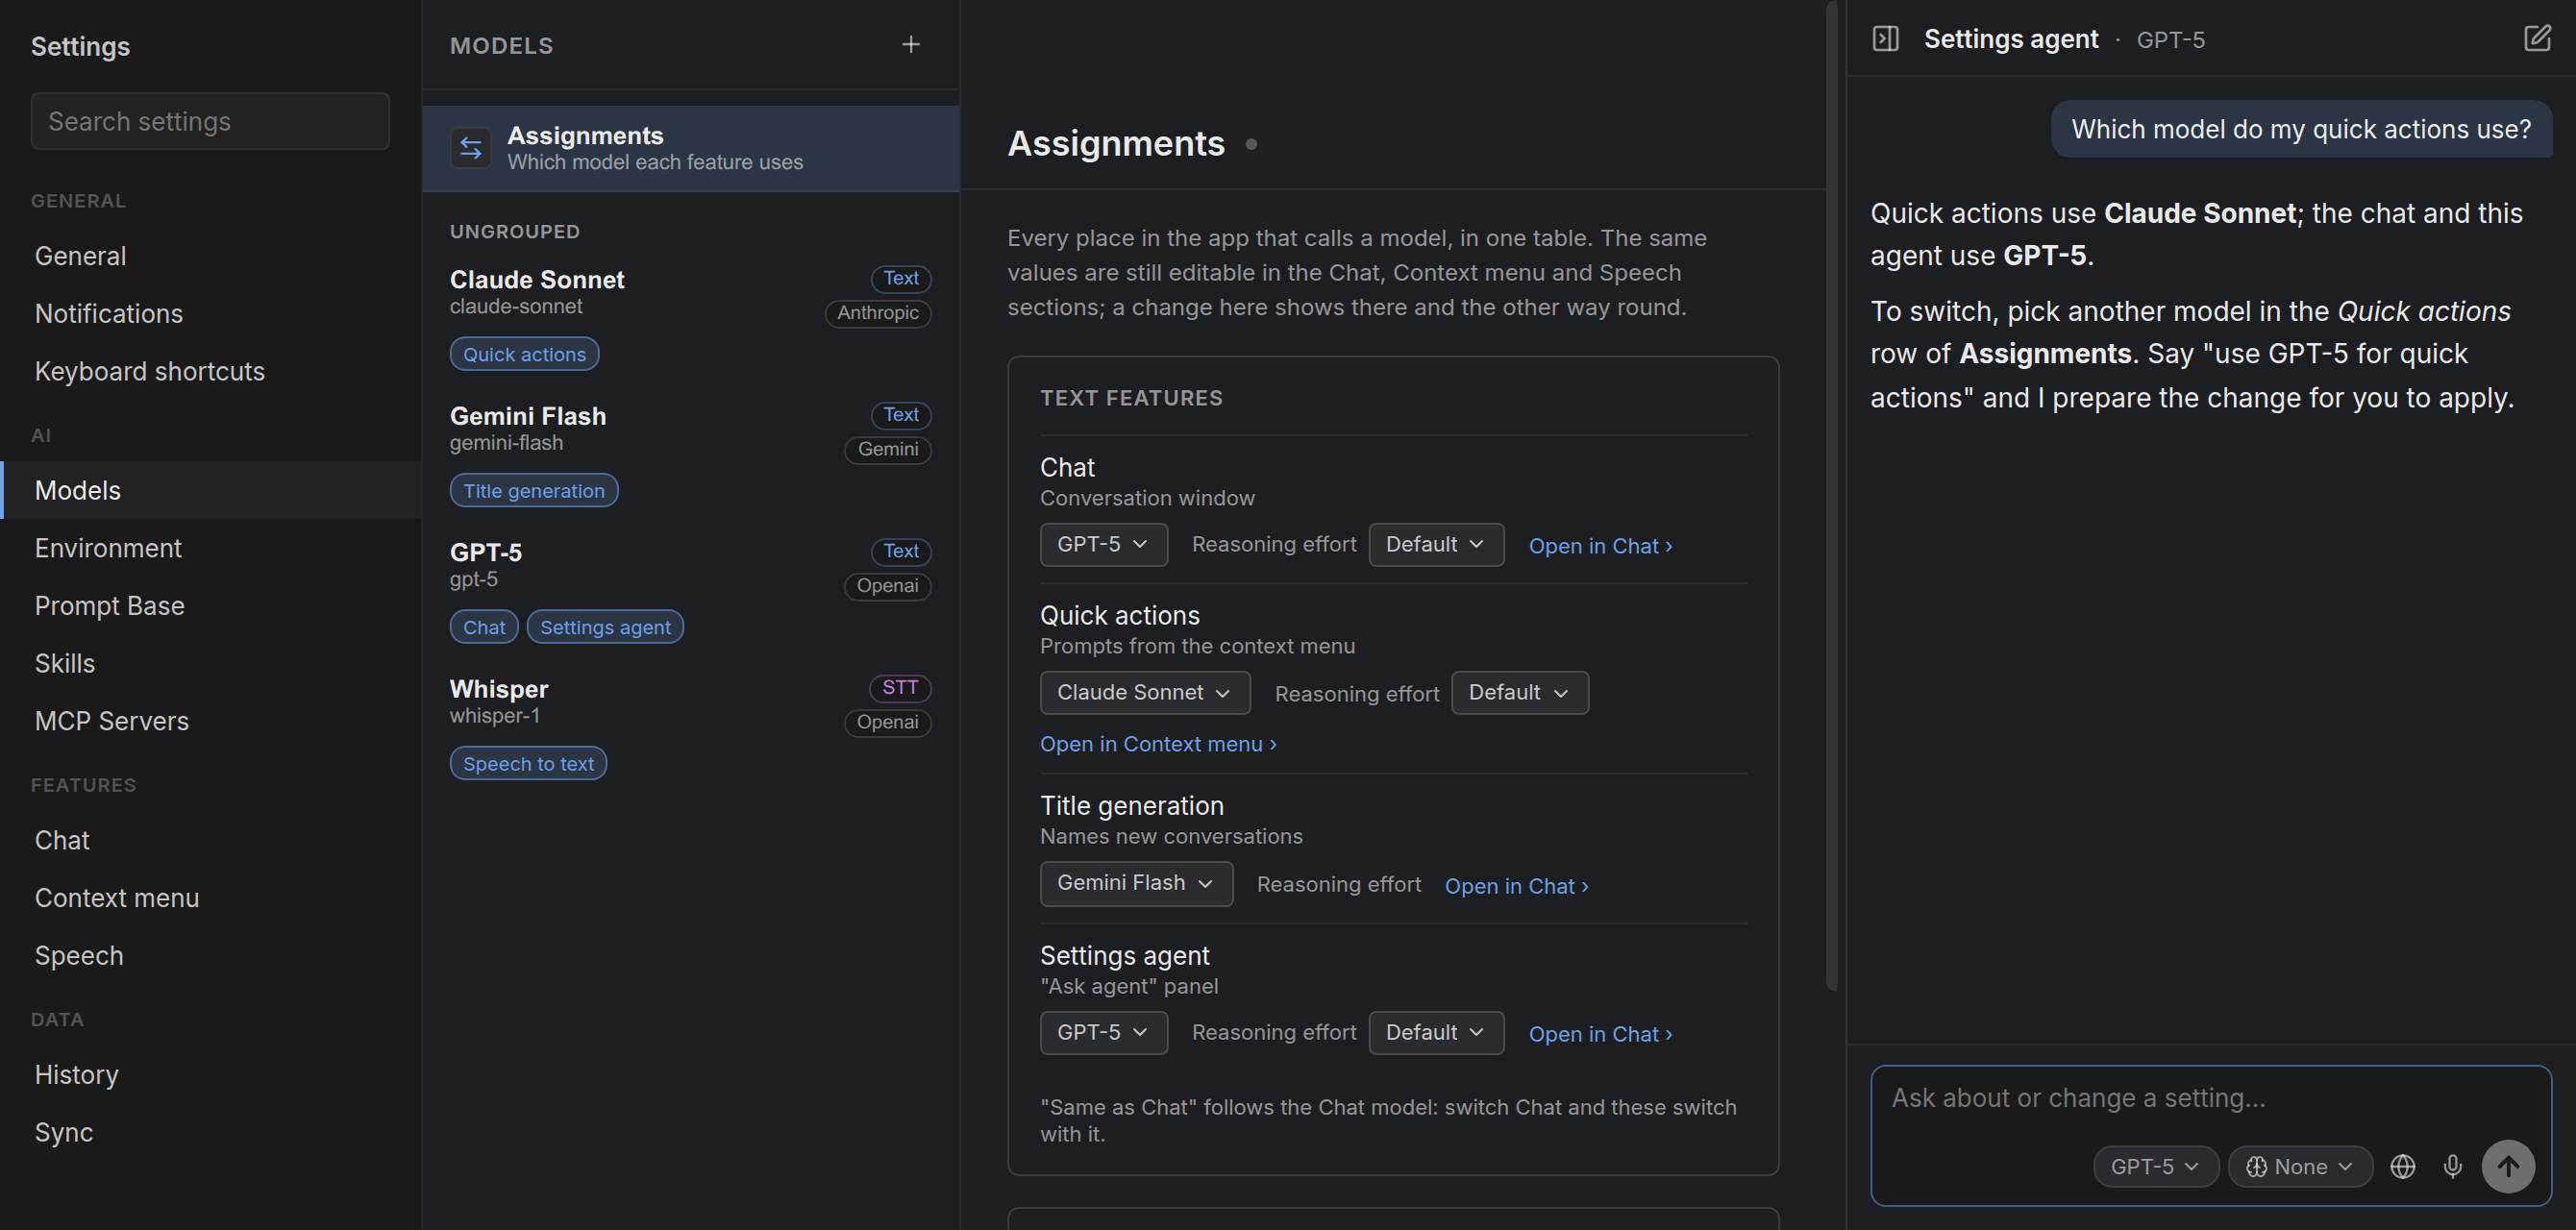 Settings
Search settings
GENERAL
General
Notifications
Keyboard shortcuts
AI
Models
Environment
Prompt Base
Skills
MCP Servers
FEATURES
Chat
Context menu
Speech
DATA
History
Sync
MODELS
Assignments
Which model each feature uses
UNGROUPED
Claude Sonnet
Text
claude-sonnet
Anthropic
Quick actions
Gemini Flash
Text
gemini-flash
Gemini
Title generation
GPT-5
Text
gpt-5
Openai
Chat Settings agent
Whisper
STT
whisper-1
Openai
Speech to text
Assignments
Every place in the app that calls a model, in one table. The same
values are still editable in the Chat, Context menu and Speech
sections; a change here shows there and the other way round.
TEXT FEATURES
Chat
Conversation window
GPT-5 Reasoning effort Default Open in Chat ›
Quick actions
Prompts from the context menu
Claude Sonnet Reasoning effort Default
Open in Context menu ›
Title generation
Names new conversations
Gemini Flash Reasoning effort Open in Chat ›
Settings agent
"Ask agent" panel
GPT-5 Reasoning effort Default Open in Chat ›
"Same as Chat" follows the Chat model: switch Chat and these switch
with it.
Settings agent · GPT-5
Which model do my quick actions use?
Quick actions use Claude Sonnet; the chat and this
agent use GPT-5.
To switch, pick another model in the Quick actions
row of Assignments. Say "use GPT-5 for quick
actions" and I prepare the change for you to apply.
Ask about or change a setting...
GPT-5 None